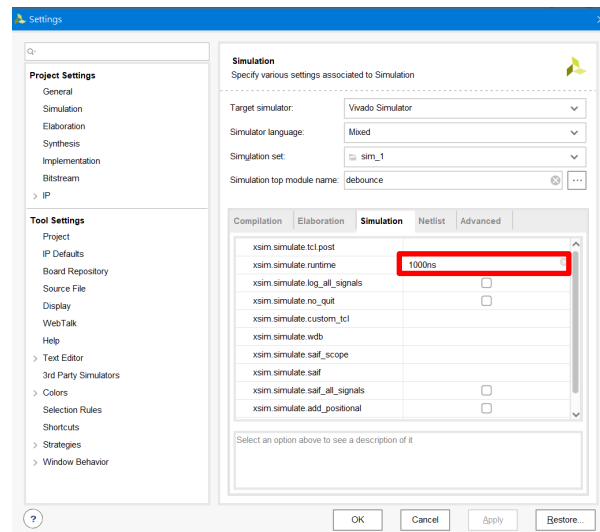 Settings
Project Settings
General
Simulation
Elaboration
Synthesis
Implementation
Bitstream
> IP
Tool Settings
Project
IP Defaults
Board Repository
Source File
Display
WebTalk
Help
> Text Editor
3rd Party Simulators
> Colors
Selection Rules
Shortcuts
> Strategies
> Window Behavior
Simulation
Specify various settings associated to Simulation
Target simulator: Vivado Simulator
Simulator language: Mixed
Simulation set: sim_1
Simulation top module name: debounce
Compilation Elaboration Simulation Netlist Advanced
xsim.simulate.tcl.post
xsim.simulate.runtime 1000ns
xsim.simulate.log_all_signals
xsim.simulate.no_quit
xsim.simulate.custom_tcl
xsim.simulate.wdb
xsim.simulate.saif_scope
xsim.simulate.saif
xsim.simulate.saif_all_signals
xsim.simulate.add_positional
Select an option above to see a description of it
? OK Cancel Apply Restore...